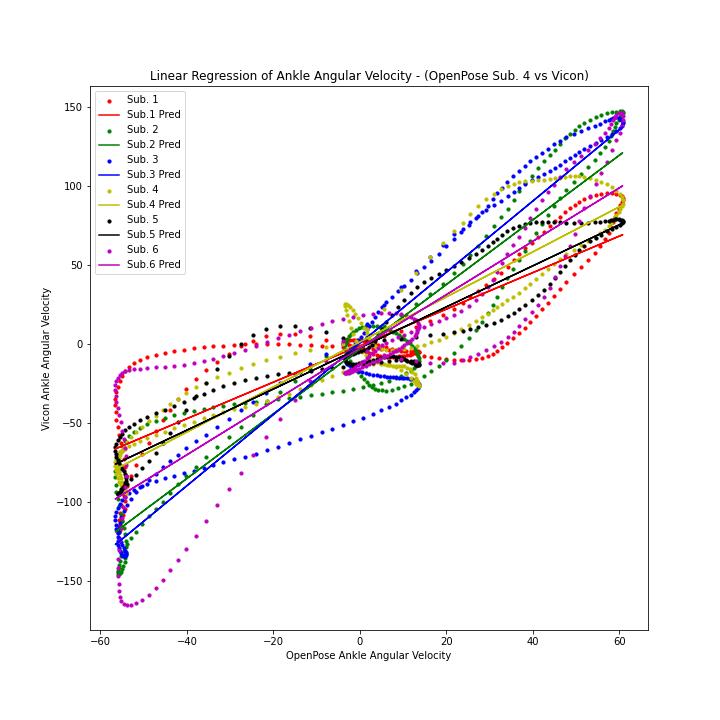 Linear Regression of Ankle Angular Velocity - (OpenPose Sub. 4 vs Vicon)
Sub. 1
Sub.1 Pred
Sub. 2
Sub.2 Pred
Sub. 3
Sub.3 Pred
Sub. 4
Sub.4 Pred
Sub. 5
Sub.5 Pred
Sub. 6
Sub.6 Pred
150
100
50
0
−50
−100
−150
Vicon Ankle Angular Velocity
−60 −40 −20 0 20 40 60
OpenPose Ankle Angular Velocity